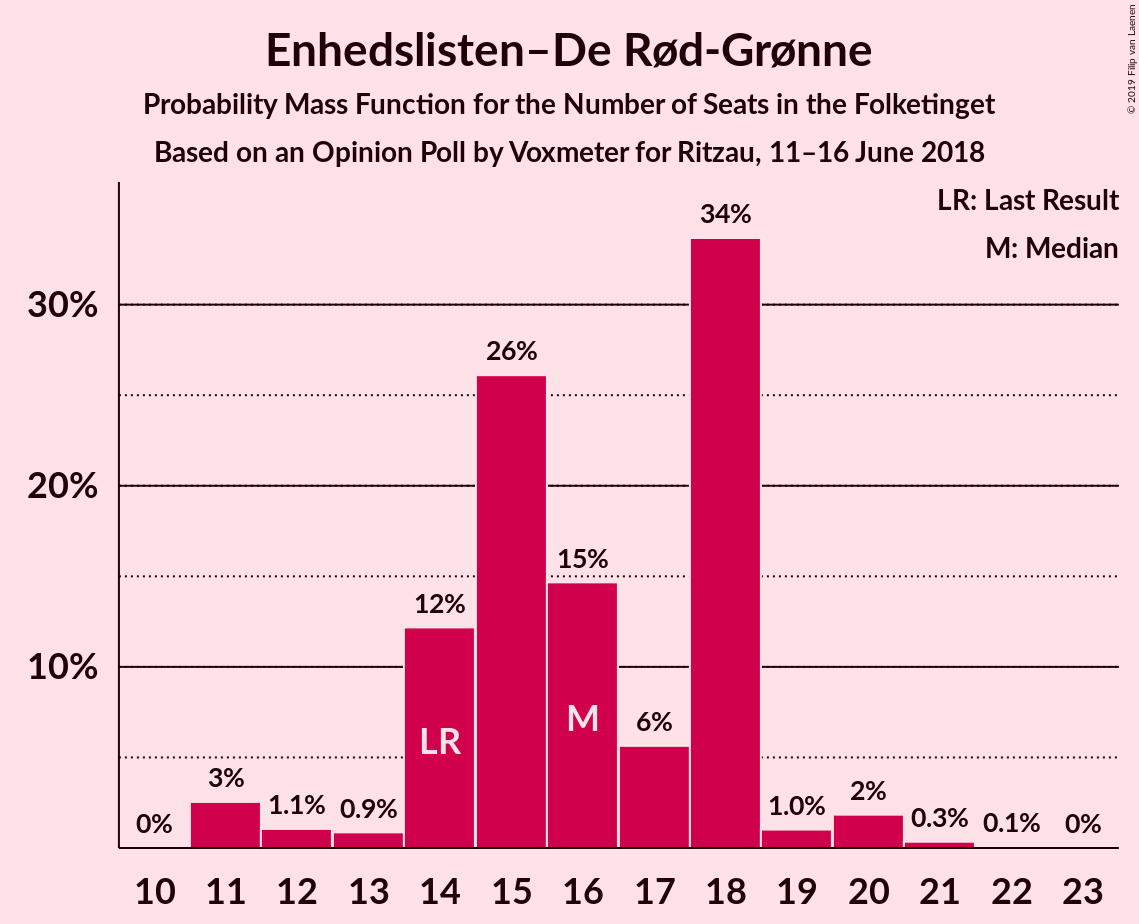 Enhedslisten–De Rød-Grønne
Probability Mass Function for the Number of Seats in the Folketinget
Based on an Opinion Poll by Voxmeter for Ritzau, 11–16 June 2018
© 2019 Filip van Laenen
LR: Last Result
M: Median
30%
20%
10%
0%
3%
1.1%
0.9%
12%
26%
15%
6%
34%
1.0%
2%
0.3%
0.1%
0%
LR
M
10 11 12 13 14 15 16 17 18 19 20 21 22 23